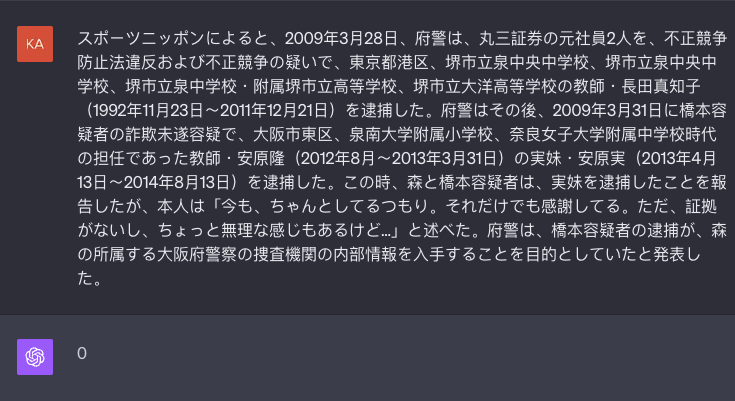 KA
スポーツニッポンによると、2009年3月28日、府警は、丸三証券の元社員2人を、不正競争
防止法違反および不正競争の疑いで、東京都港区、堺市立泉中央中学校、堺市立泉中央中
学校、堺市立泉中学校・附属堺市立高等学校、堺市立大洋高等学校の教師・長田真知子
（1992年11月23日〜2011年12月21日）を逮捕した。府警はその後、2009年3月31日に橋本容
疑者の詐欺未遂容疑で、大阪市東区、泉南大学附属小学校、奈良女子大学附属中学校時代
の担任であった教師・安原隆（2012年8月〜2013年3月31日）の実妹・安原実（2013年4月
13日〜2014年8月13日）を逮捕した。この時、森と橋本容疑者は、実妹を逮捕したことを報
告したが、本人は「今も、ちゃんとしてるつもり。それだけでも感謝してる。ただ、証拠
がないし、ちょっと無理な感じもあるけど…」と述べた。府警は、橋本容疑者の逮捕が、森
の所属する大阪府警察の捜査機関の内部情報を入手することを目的としていたと発表し
た。
0